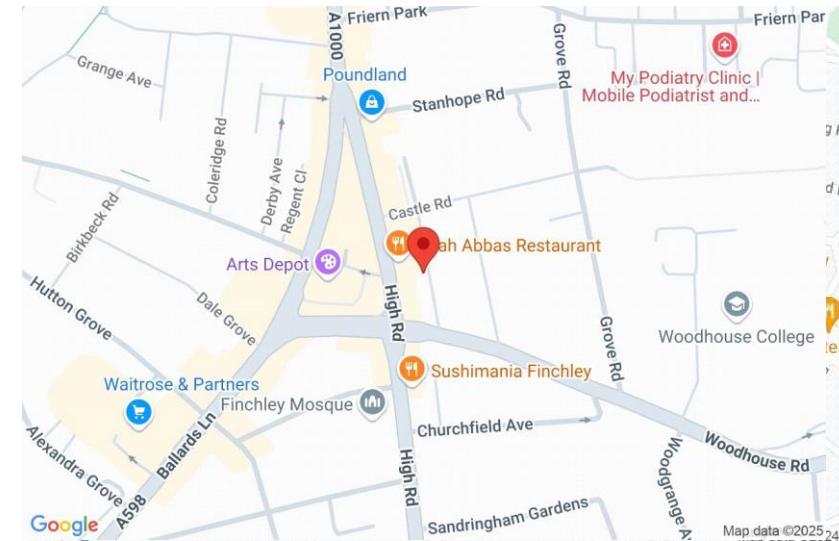 Friern Park
A1000
Friern Par
Grange Ave
Poundland
Grove Rd
My Podiatry Clinic |
Mobile Podiatrist and...
Stanhope Rd
Coleridge Rd
Derby Ave
Regent Cl
Castle Rd
Birkbeck Rd
ah Abbas Restaurant
Arts Depot
High Rd
Hutton Grove
Dale Grove
Grove Rd
Woodhouse College
Waitrose & Partners
Sushimania Finchley
Finchley Mosque
Churchfield Ave
Ballards Ln
Alexandra Grove
High Rd
Woodhouse Rd
Woodgrange A
A598
Sandringham Gardens
Google
Map data ©2025